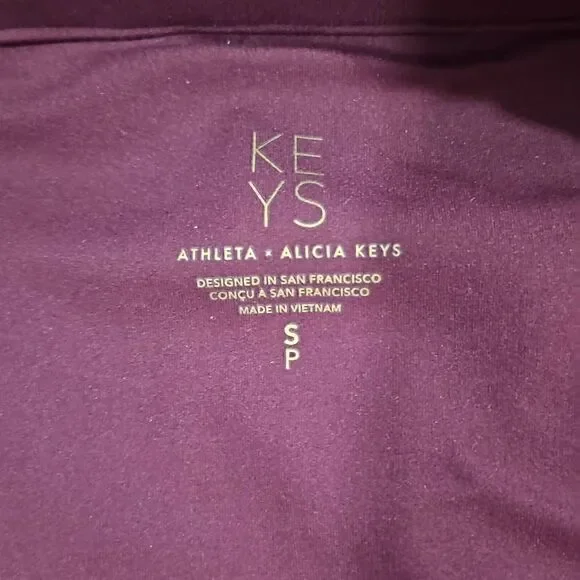 KE
YS
ATHLETA × ALICIA KEYS
DESIGNED IN SAN FRANCISCO
CONÇU À SAN FRANCISCO
MADE IN VIETNAM
S
P